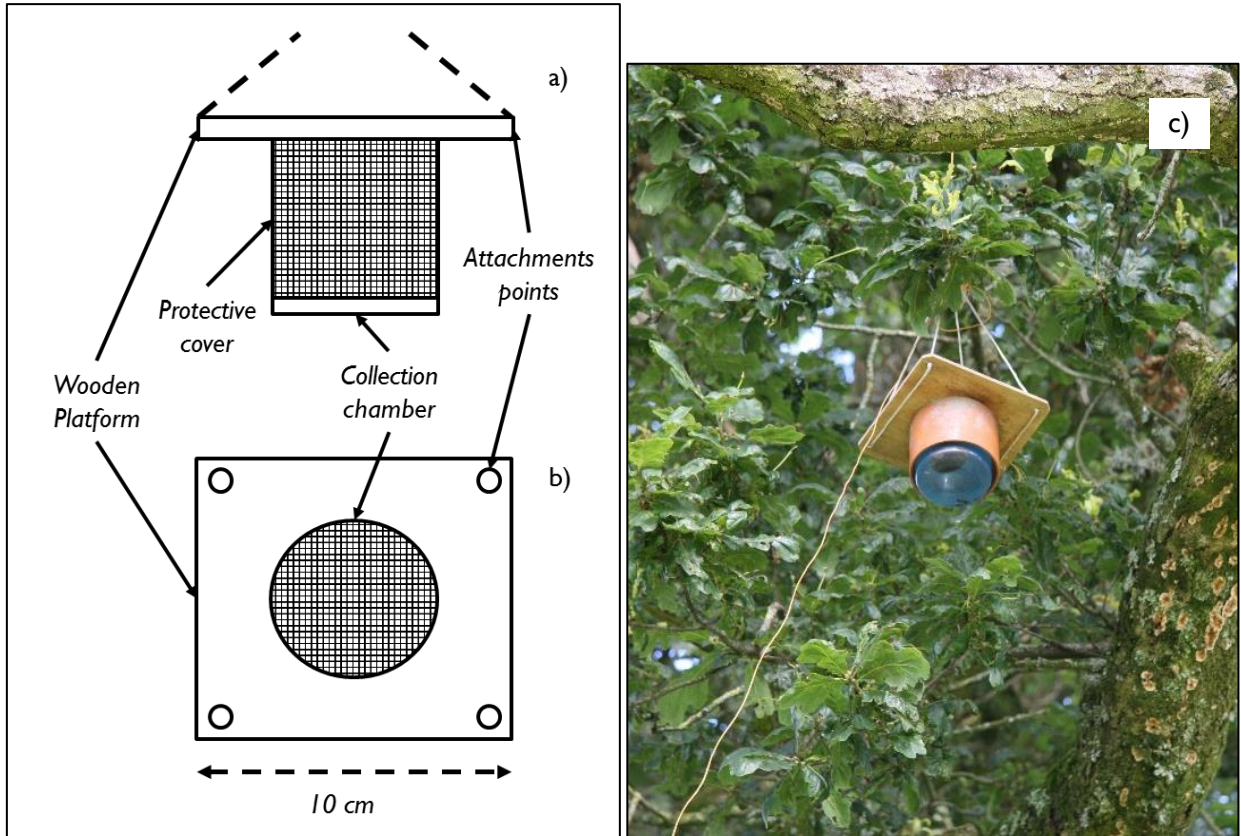 a)
Attachments
points
Protective
cover
Wooden
Platform
Collection
chamber
b)
10 cm
c)